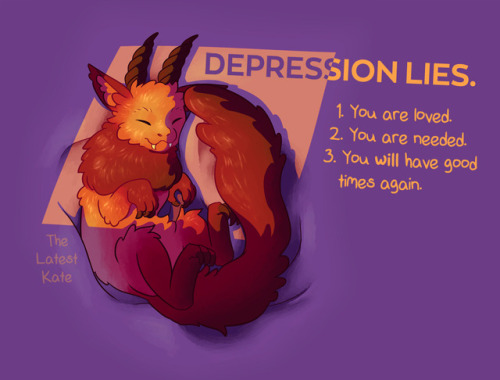 DEPRESSION LIES.
1. You are loved.
2. You are needed.
3. You will have good
times again.
The
Latest
Kate